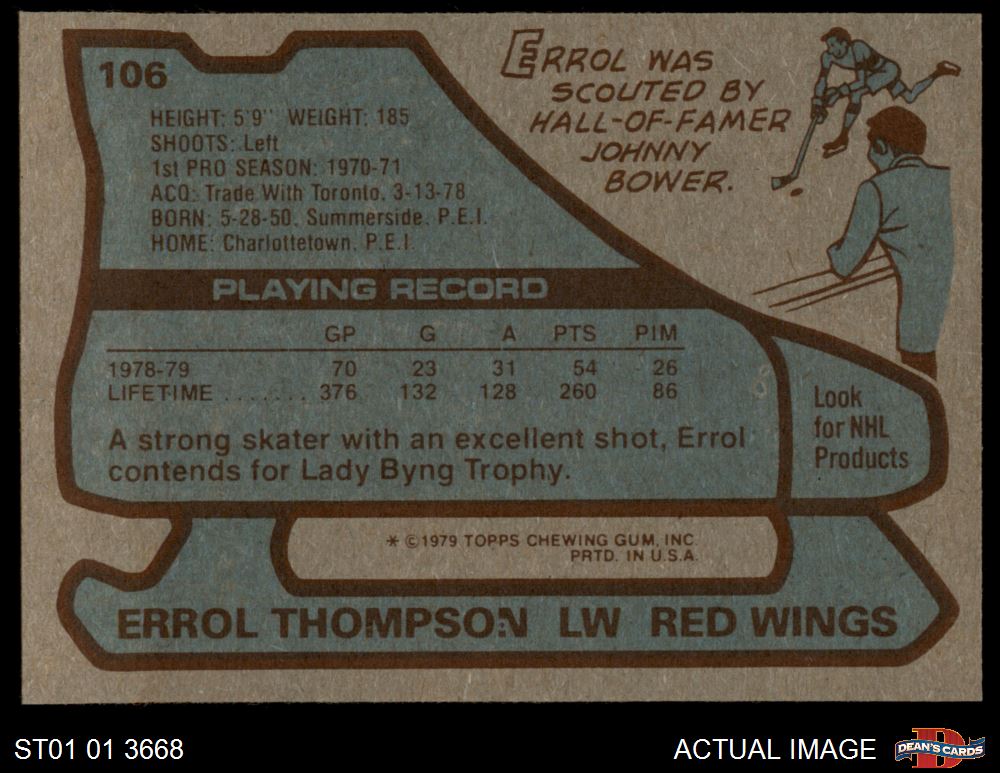 106
HEIGHT: 5'9" WEIGHT: 185
SHOOTS: Left
1st PRO SEASON: 1970-71
ACQ: Trade With Toronto, 3-13-78
BORN: 5-28-50, Summerside, P.E.I.
HOME: Charlottetown, P.E.I.
ERROL WAS
SCOUTED BY
HALL-OF-FAMER
JOHNNY
BOWER.
PLAYING RECORD
GP G A PTS PIM
1978-79 70 23 31 54 26
LIFETIME ....... 376 132 128 260 86
A strong skater with an excellent shot, Errol
contends for Lady Byng Trophy.
Look
for NHL
Products
* ©1979 TOPPS CHEWING GUM, INC.
PRTD. IN U.S.A.
ERROL THOMPSON LW RED WINGS
ST01 01 3668
ACTUAL IMAGE
D
DEAN'S CARDS